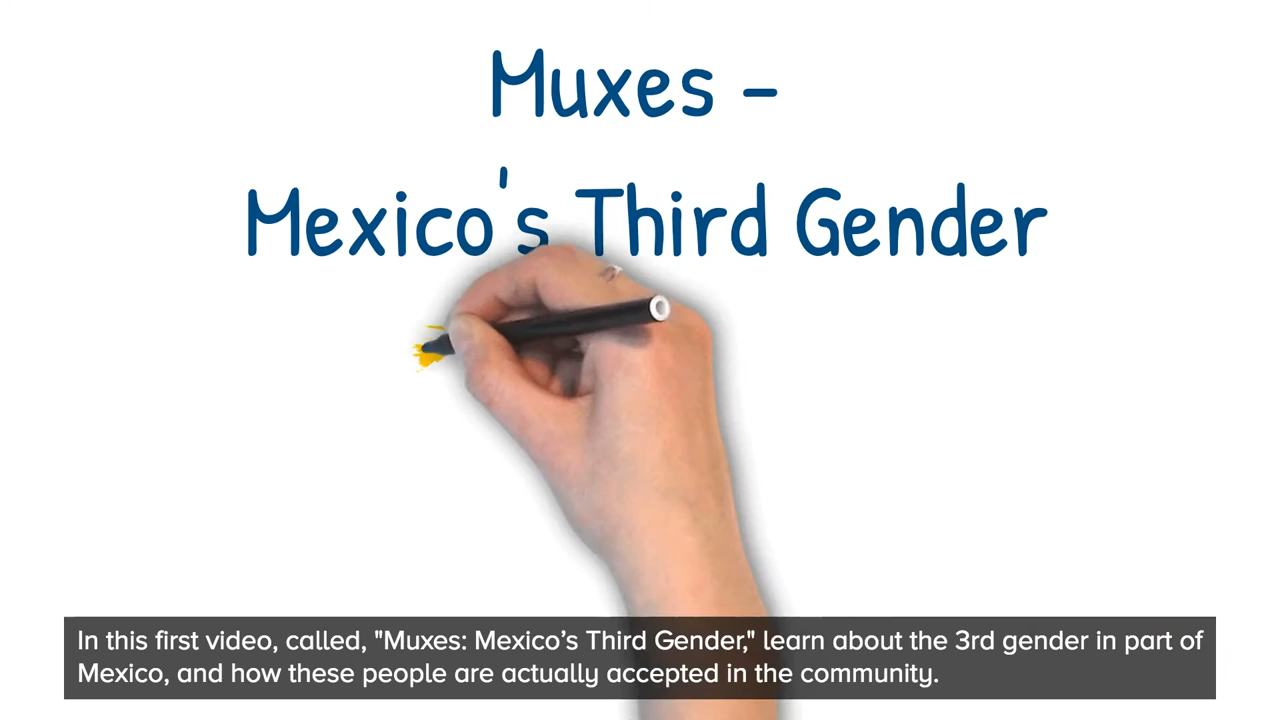 Muxes –
Mexico's Third Gender
In this first video, called, "Muxes: Mexico’s Third Gender," learn about the 3rd gender in part of
Mexico, and how these people are actually accepted in the community.